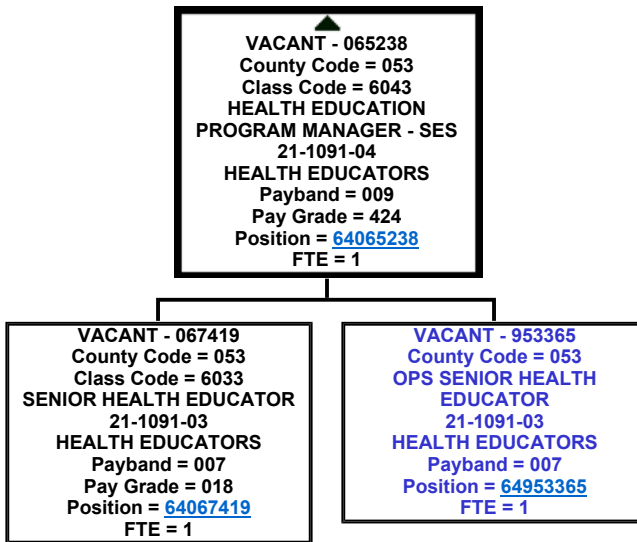 VACANT - 065238
County Code = 053
Class Code = 6043
HEALTH EDUCATION
PROGRAM MANAGER - SES
21-1091-04
HEALTH EDUCATORS
Payband = 009
Pay Grade = 424
Position = 64065238
FTE = 1
VACANT - 067419
County Code = 053
Class Code = 6033
SENIOR HEALTH EDUCATOR
21-1091-03
HEALTH EDUCATORS
Payband = 007
Pay Grade = 018
Position = 64067419
FTE = 1
VACANT - 953365
County Code = 053
OPS SENIOR HEALTH
EDUCATOR
21-1091-03
HEALTH EDUCATORS
Payband = 007
Position = 64953365
FTE = 1